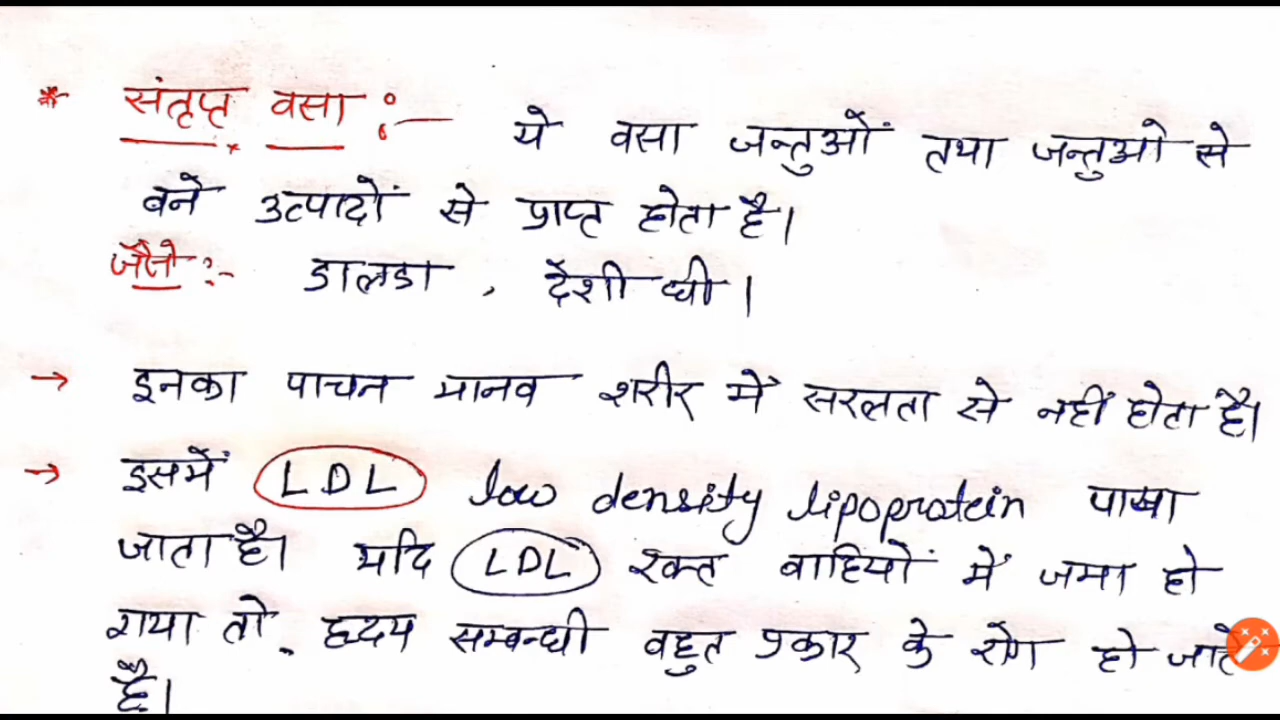 * संतृप्त वसा :- ये वसा जन्तुओं तथा जन्तुओ से
बने उत्पादों से प्राप्त होता है।
जैसे :- डालडा , देशी घी।
→ इनका पाचन मानव शरीर में सरलता से नहीं होता है।
→ इसमें LDL low density lipoprotein पाया
जाता है। यदि LDL रक्त वाहियों में जमा हो
गया तो हृदय सम्बन्धी बहुत प्रकार के रोग हो जाते
है।